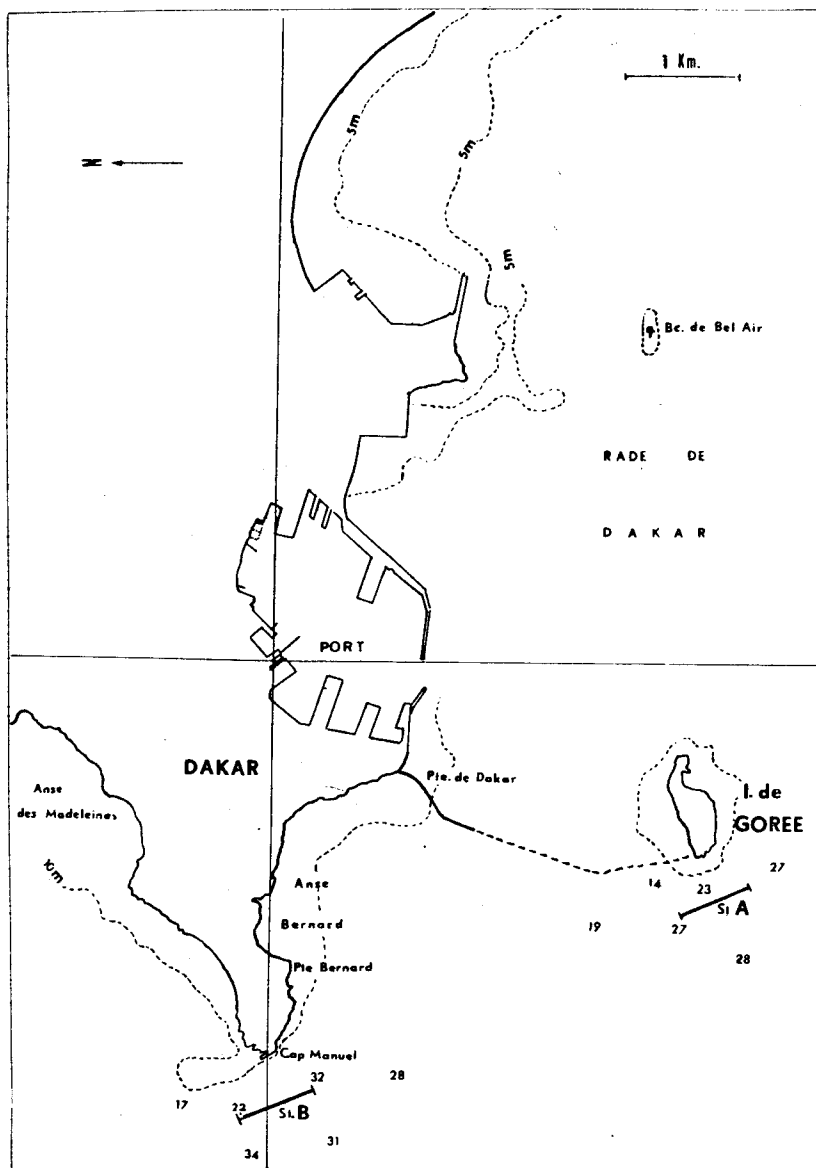 1 Km.
5m
5m
N
5m
Bc. de Bel Air
RADE DE
DAKAR
PORT
DAKAR
Pte. de Dakar
Anse
des Madeleines
I. de
GOREE
10m
Anse
Bernard
Pte Bernard
14
23
27
St A
19
27
28
Cap Manuel
32
28
17
22
St. B
31
34